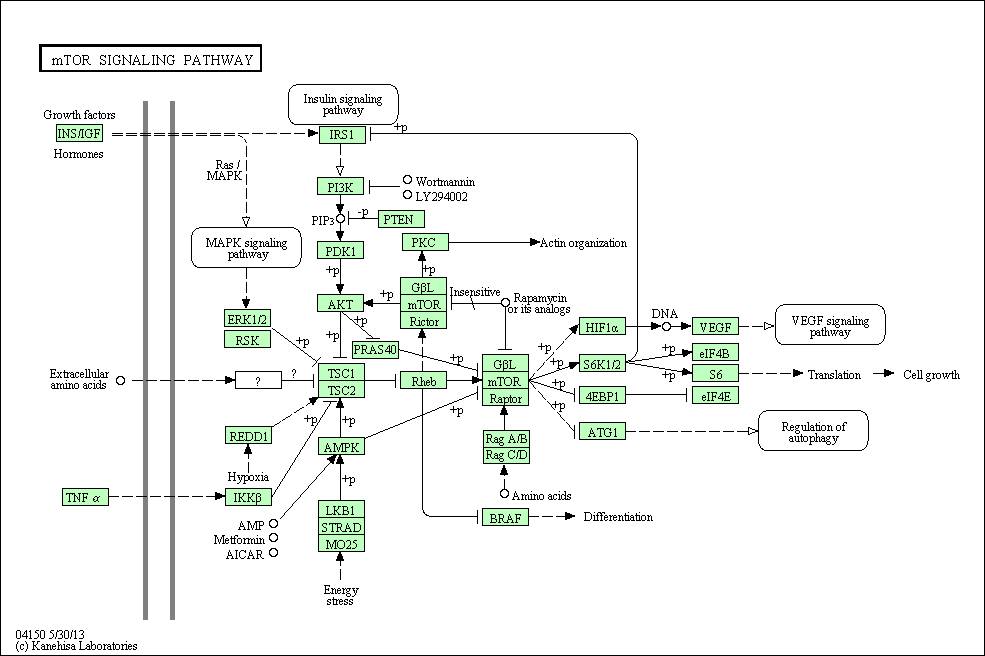 mTOR SIGNALING PATHWAY
Insulin signaling
pathway
Growth factors
INS/IGF
Hormones
IRS1
+p
Ras /
MAPK
PI3K
Wortmannin
LY294002
PIP3
-p
PTEN
MAPK signaling
pathway
PDK1
PKC
Actin organization
+p
+p
GβL
mTOR
Rictor
Insensitive
Rapamycin
or its analogs
AKT
+p
ERK1/2
RSK
+p
+p
+p
PRAS40
+p
DNA
HIF1α
VEGF
VEGF signaling
pathway
+p
+p
+p
+p
GβL
mTOR
Raptor
S6K1/2
+p
+p
eIF4B
S6
Translation
Cell growth
Extracellular
amino acids
?
?
TSC1
TSC2
Rheb
4EBP1
eIF4E
+p
+p
+p
REDD1
AMPK
Rag A/B
Rag C/D
ATG1
Regulation of
autophagy
Hypoxia
+p
TNF α
IKKβ
Amino acids
AMP
Metformin
AICAR
LKB1
STRAD
MO25
BRAF
Differentiation
Energy
stress
04150 5/30/13
(c) Kanehisa Laboratories